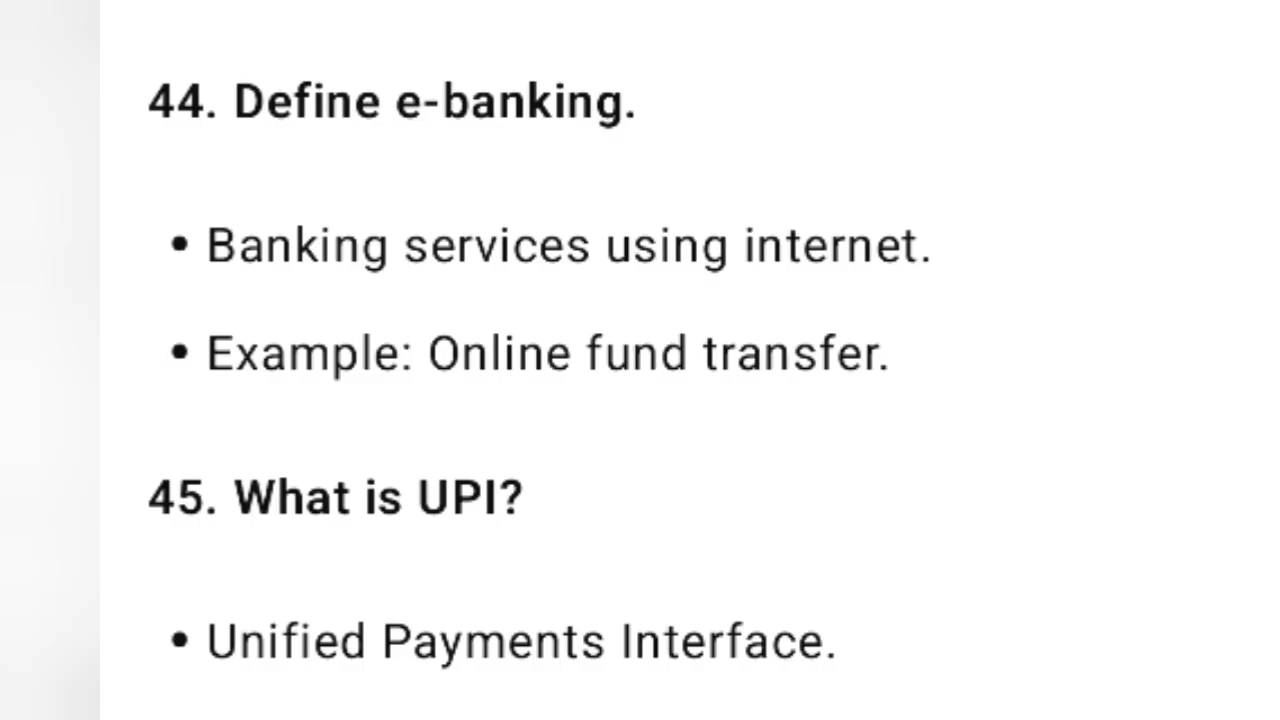 44. Define e-banking.
• Banking services using internet.
• Example: Online fund transfer.
45. What is UPI?
• Unified Payments Interface.